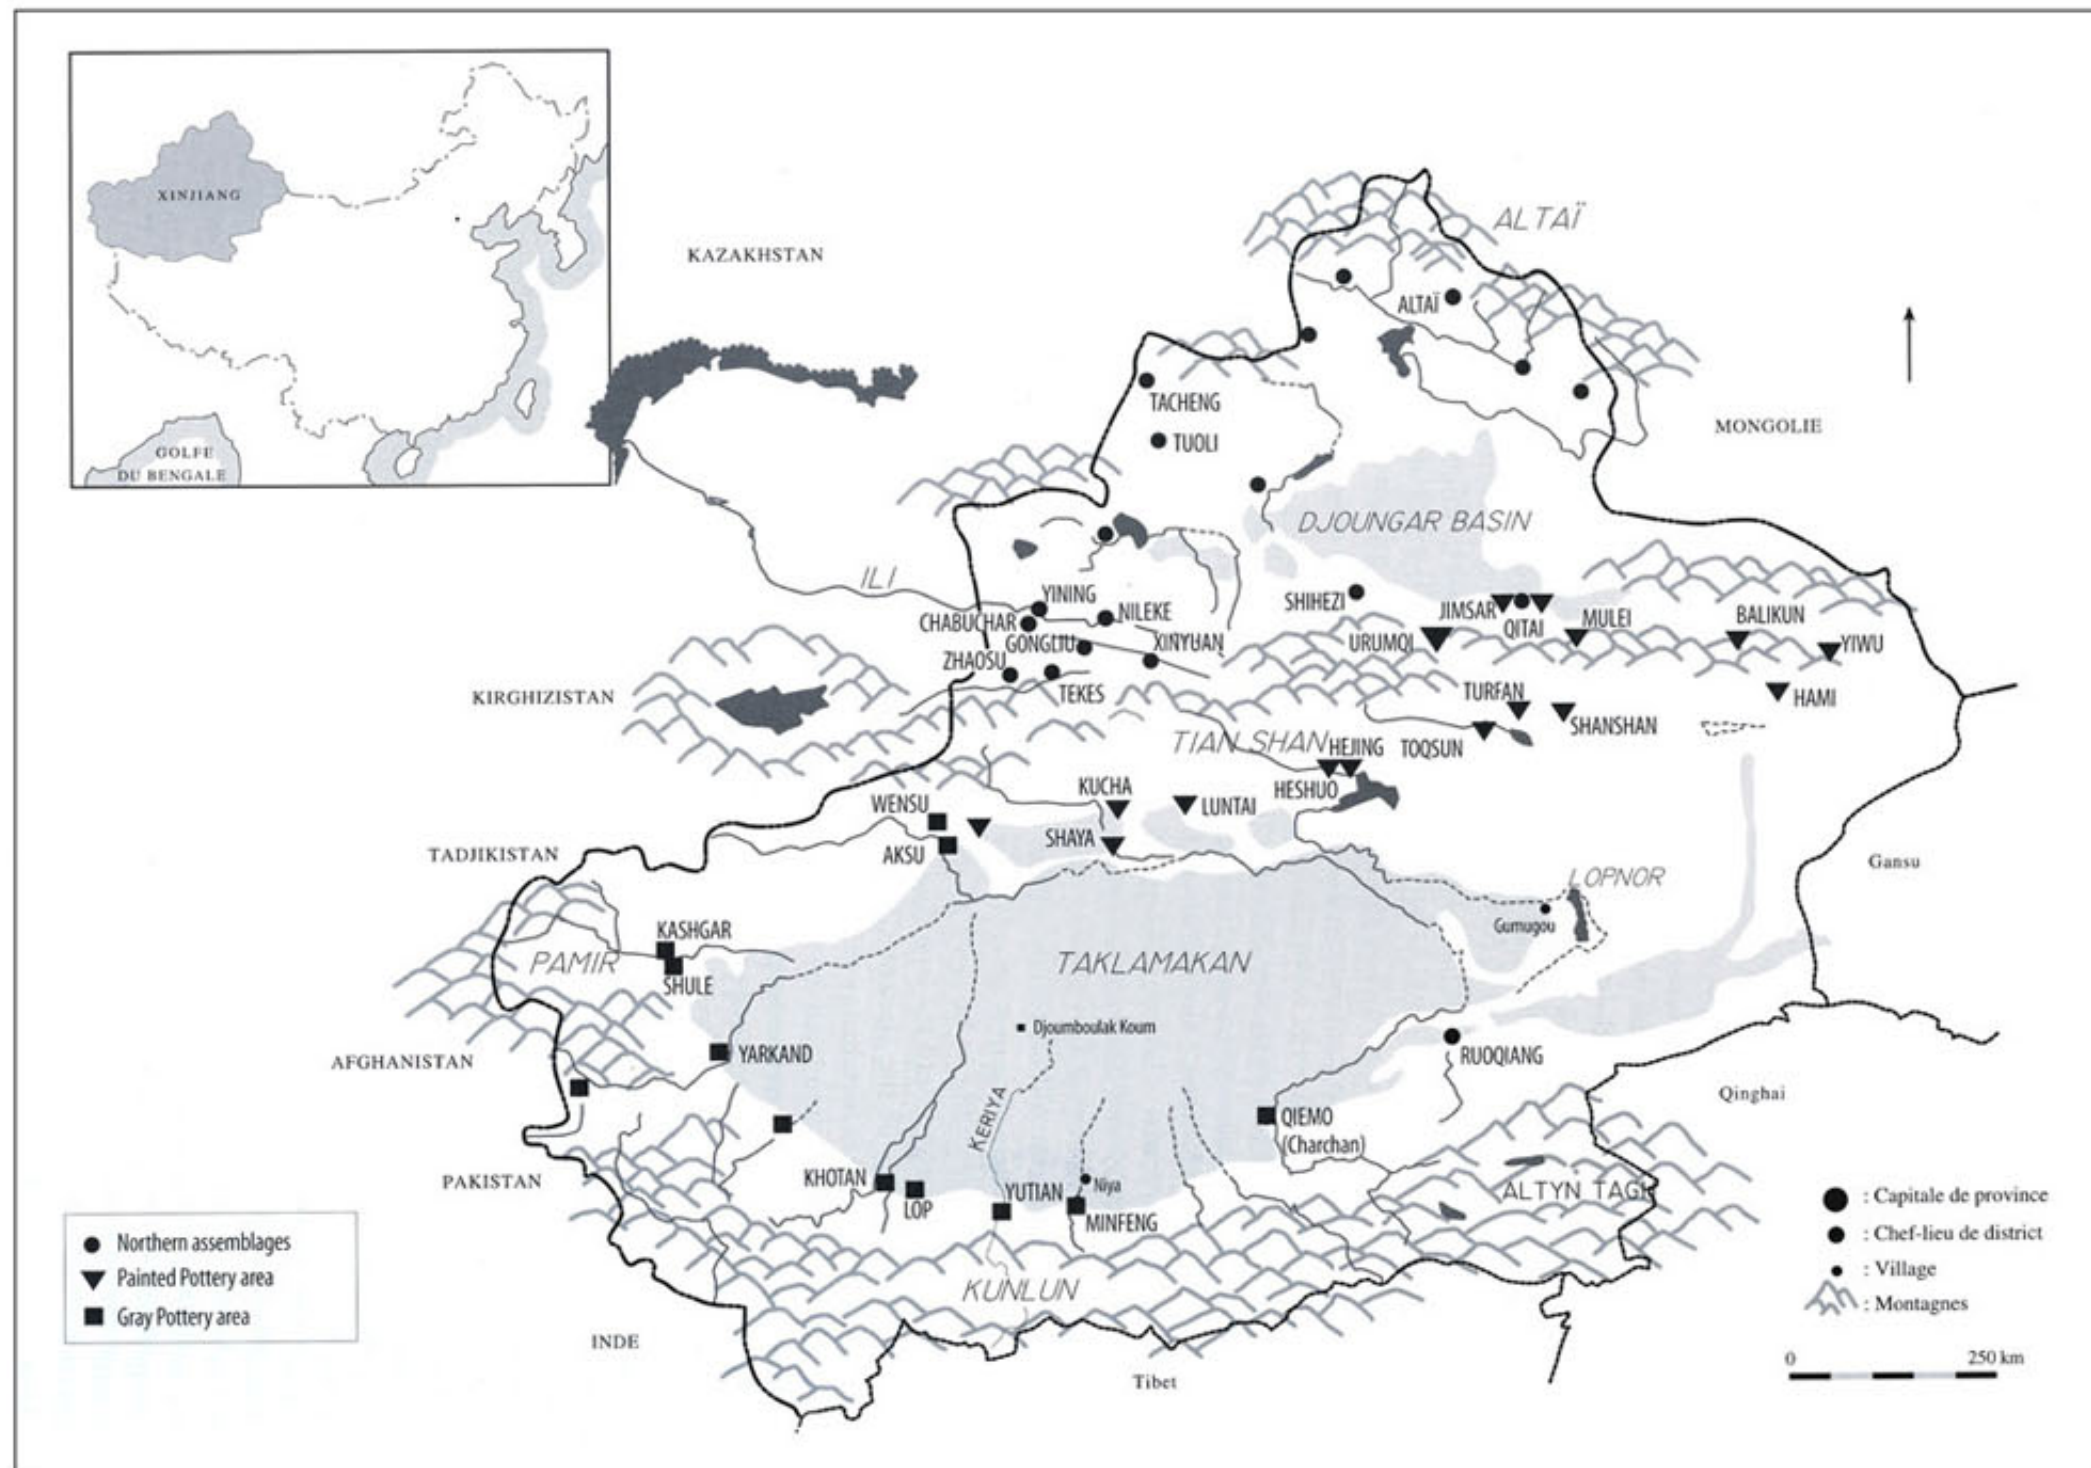 XINJIANG
GOLFE
DU BENGALE
KAZAKHSTAN
ALTAÏ
ALTAÏ
TACHENG
TUOLI
MONGOLIE
DJOUNGAR BASIN
ILI
YINING
NILEKE
CHABUCHAR
GONGLIU
XINYUAN
ZHAOSU
TEKES
SHIHEZI
JIMSAR
QITAI
MULEI
BALIKUN
URUMQI
YIWU
KIRGHIZISTAN
TURFAN
HAMI
SHANSHAN
TIAN SHAN
HEJING
TOQSUN
KUCHA
HESHUO
WENSU
LUNTAI
SHAYA
AKSU
TADJIKISTAN
Gansu
LOPNOR
Gumugou
KASHGAR
PAMIR
TAKLAMAKAN
SHULE
Djoumboulak Koum
YARKAND
AFGHANISTAN
RUOQIANG
Qinghai
KERIYA
QIEMO
(Charchan)
KHOTAN
PAKISTAN
LOP
YUTIAN
Niya
MINFENG
ALTYN TAGH
KUNLUN
INDE
Tibet
Northern assemblages
Painted Pottery area
Gray Pottery area
: Capitale de province
: Chef-lieu de district
: Village
: Montagnes
0 250 km